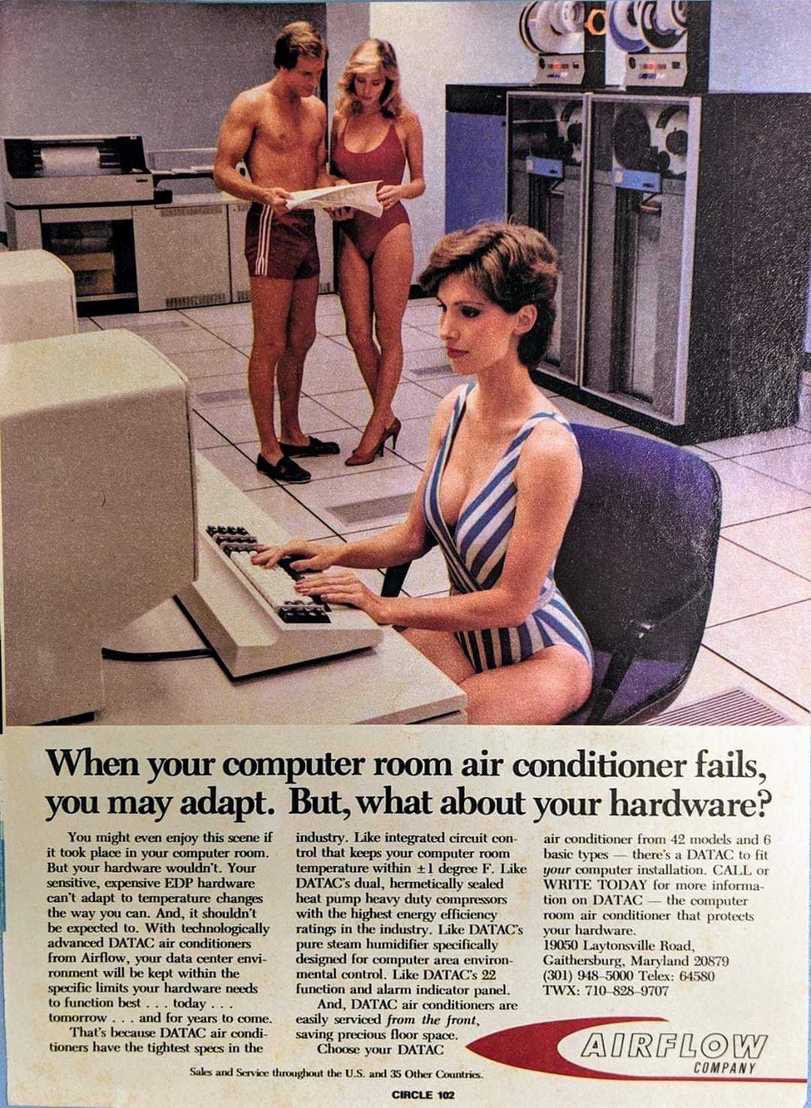 When your computer room air conditioner fails,
you may adapt. But, what about your hardware?
You might even enjoy this scene if
it took place in your computer room.
But your hardware wouldn't. Your
sensitive, expensive EDP hardware
can't adapt to temperature changes
the way you can. And, it shouldn't
be expected to. With technologically
advanced DATAC air conditioners
from Airflow, your data center envi-
ronment will be kept within the
specific limits your hardware needs
to function best . . . today . . .
tomorrow . . . and for years to come.
That's because DATAC air condi-
tioners have the tightest specs in the
industry. Like integrated circuit con-
trol that keeps your computer room
temperature within ±1 degree F. Like
DATAC's dual, hermetically sealed
heat pump heavy duty compressors
with the highest energy efficiency
ratings in the industry. Like DATAC's
pure steam humidifier specifically
designed for computer area environ-
mental control. Like DATAC's 22
function and alarm indicator panel.
And, DATAC air conditioners are
easily serviced from the front,
saving precious floor space.
Choose your DATAC
air conditioner from 42 models and 6
basic types — there's a DATAC to fit
your computer installation. CALL or
WRITE TODAY for more informa-
tion on DATAC — the computer
room air conditioner that protects
your hardware.
19050 Laytonsville Road,
Gaithersburg, Maryland 20879
(301) 948-5000 Telex: 64580
TWX: 710-828-9707
AIRFLOW
COMPANY
Sales and Service throughout the U.S. and 35 Other Countries.
CIRCLE 102